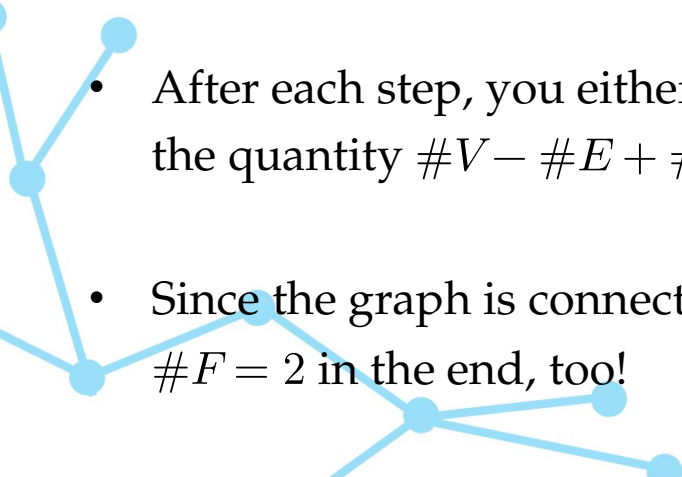 • After each step, you either
the quantity #V − #E + #
• Since the graph is connect
#F = 2 in the end, too!